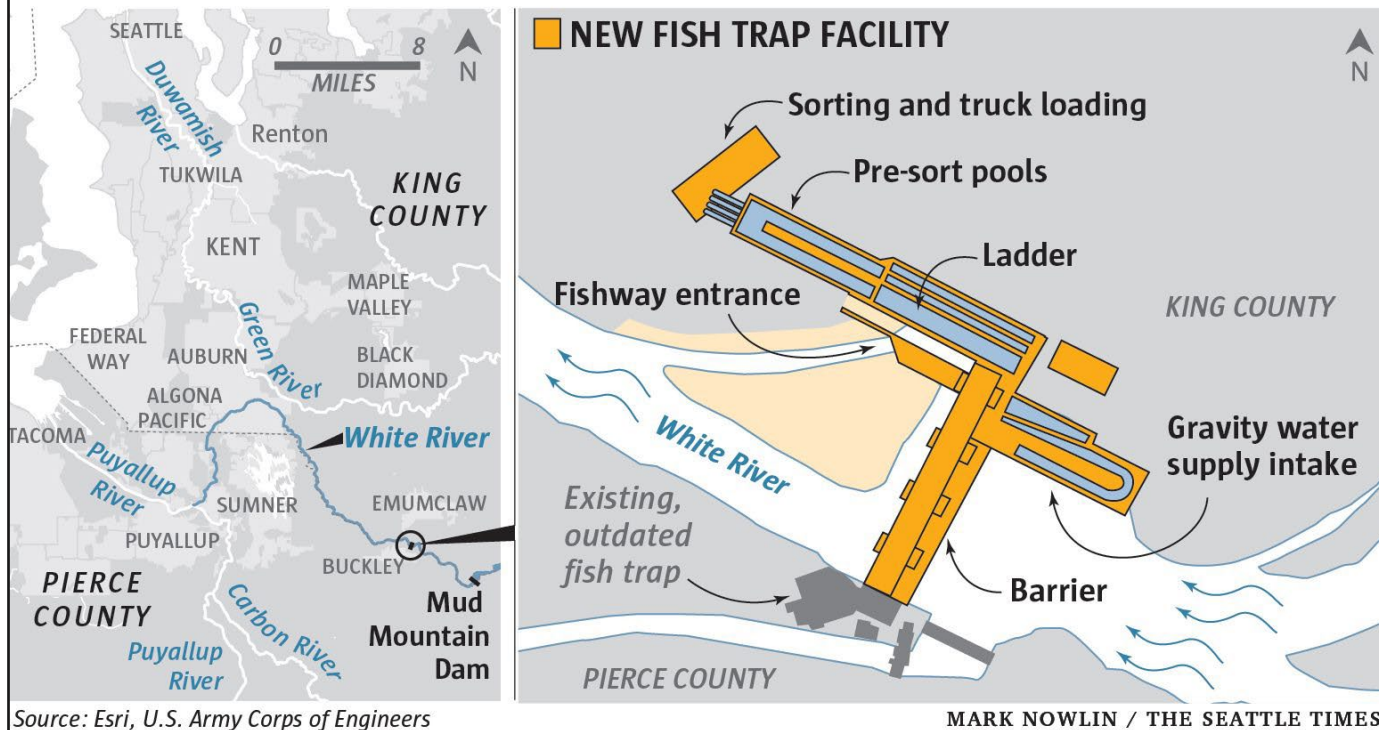 SEATTLE
0 8
MILES
N
Duwamish
River
Renton
TUKWILA
KING
COUNTY
KENT
MAPLE
VALLEY
Green River
FEDERAL
WAY
AUBURN
BLACK
DIAMOND
ALGONA
PACIFIC
TACOMA
White River
Puyallup
River
SUMNER
EMUMCLAW
PUYALLUP
BUCKLEY
PIERCE
COUNTY
Carbon River
Mud
Mountain
Dam
Puyallup
River
NEW FISH TRAP FACILITY
N
Sorting and truck loading
Pre-sort pools
Ladder
Fishway entrance
KING COUNTY
White River
Gravity water
supply intake
Existing,
outdated
fish trap
Barrier
PIERCE COUNTY
Source: Esri, U.S. Army Corps of Engineers
MARK NOWLIN / THE SEATTLE TIMES